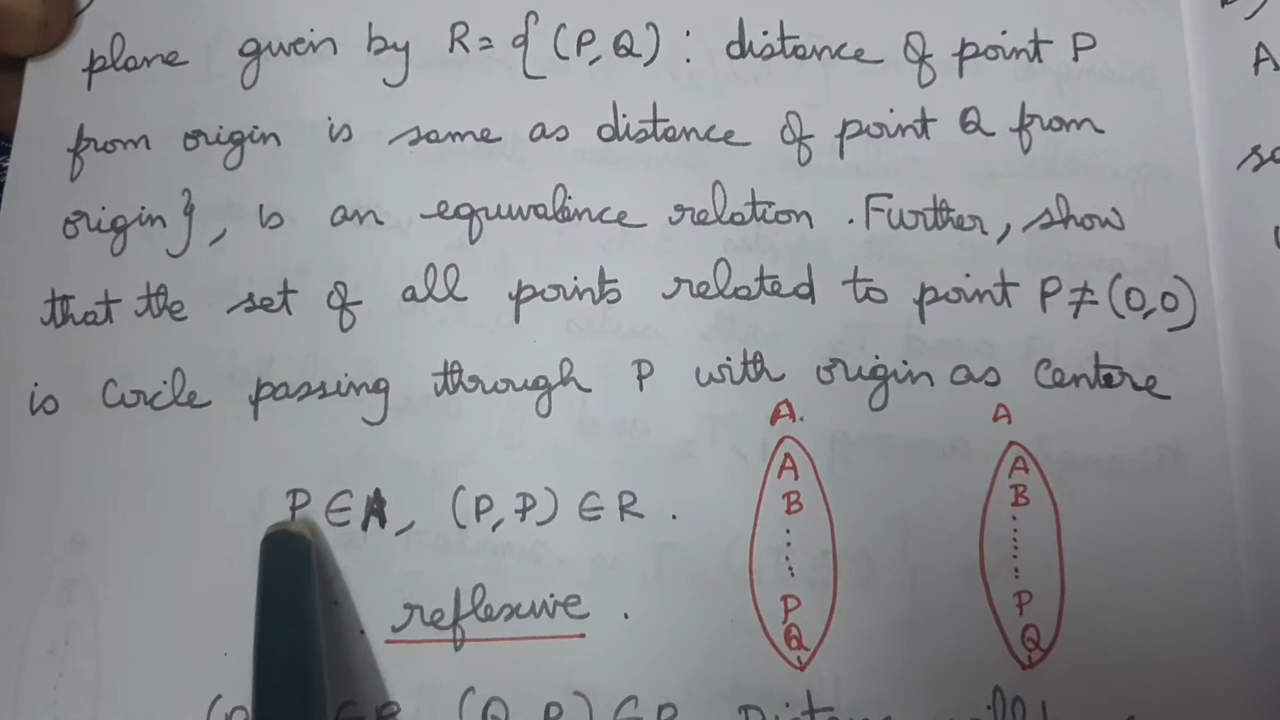 plane given by R = {(P, Q) : distance of point P
from origin is same as distance of point Q from
origin}, is an equivalence relation . Further, show
that the set of all points related to point P ≠ (0,0)
is circle passing through P with origin as centere
A. A
P ∈ A, (P, P) ∈ R .
A A
B B
P P
Q Q
reflexive .
(Q, P) ∈ R